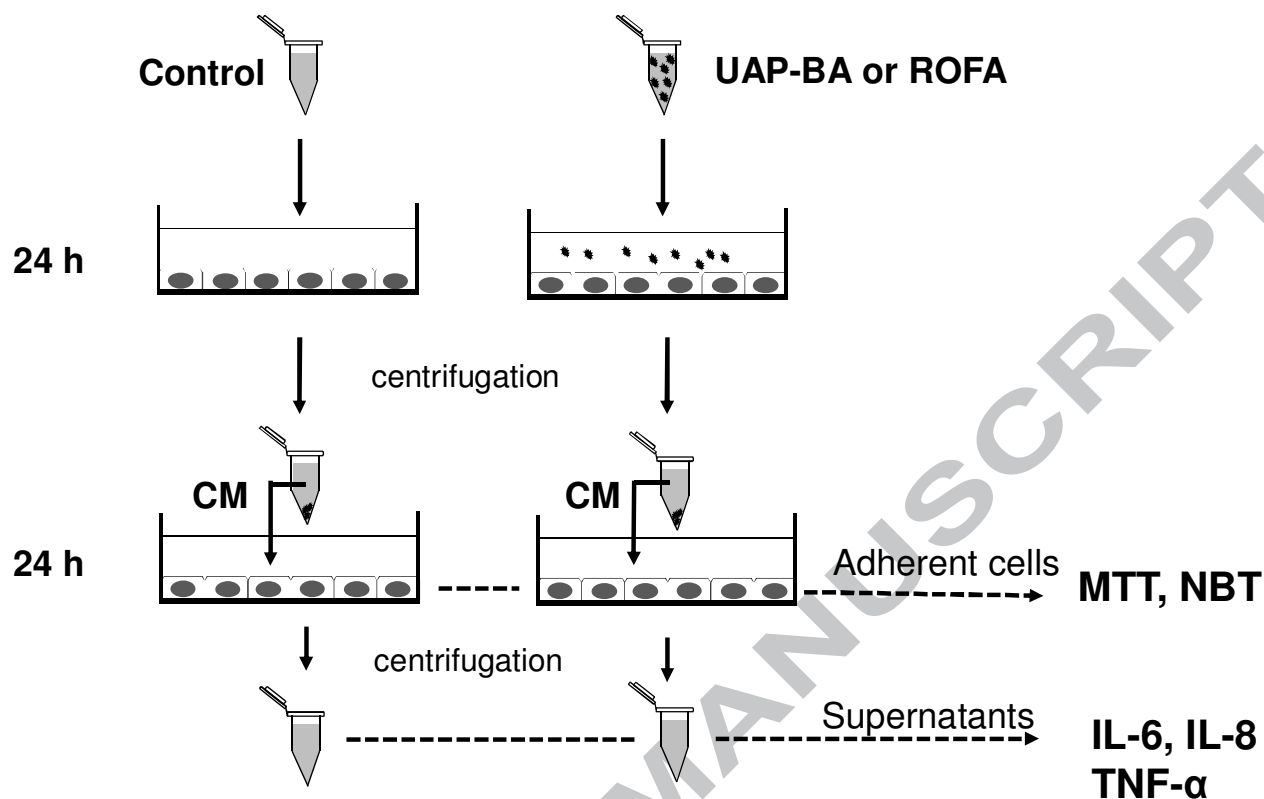 Control
UAP-BA or ROFA
24 h
centrifugation
CM
CM
24 h
Adherent cells
MTT, NBT
centrifugation
Supernatants
IL-6, IL-8
TNF-α
MANUSCRIPT